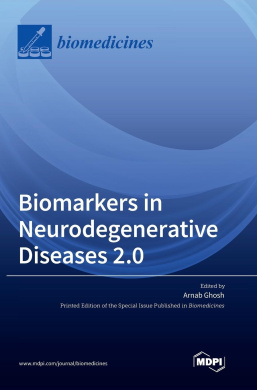 biomedicines
Biomarkers in
Neurodegenerative
Diseases 2.0
Edited by
Arnab Ghosh
Printed Edition of the Special Issue Published in Biomedicines
www.mdpi.com/journal/biomedicines
MDPI